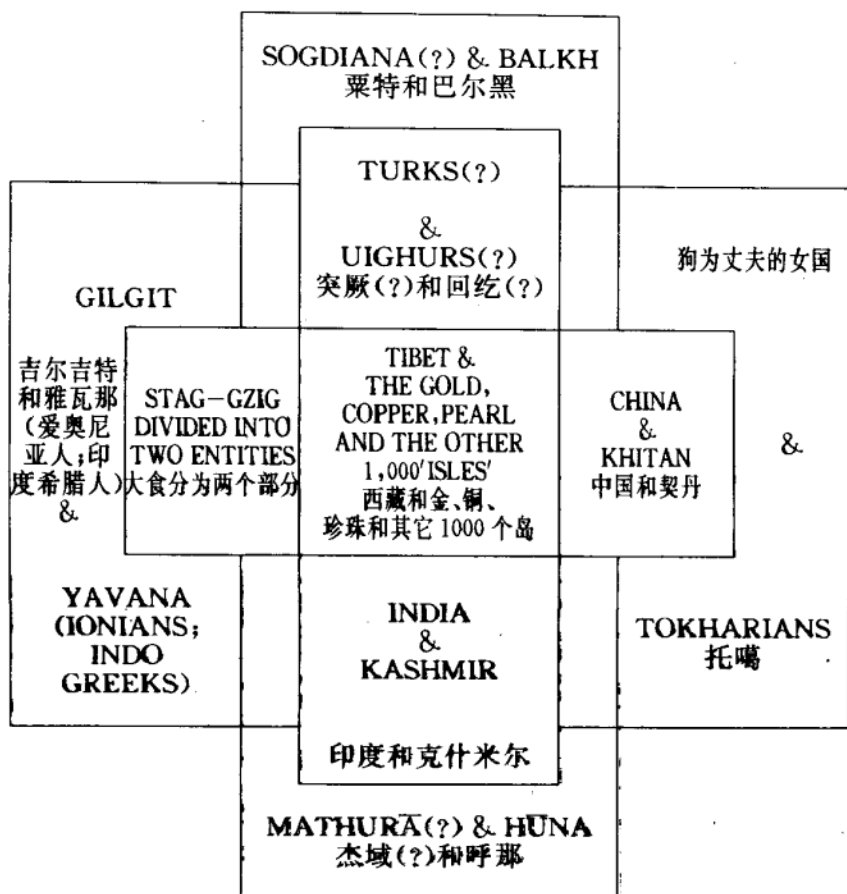 SOGDIANA(?) & BALKH
粟特和巴尔黑
TURKS(?)
&
UIGHURS(?)
突厥(?)和回纥(?)
狗为丈夫的女国
GILGIT
吉尔吉特
和雅瓦那
(爱奥尼
亚人;印
度希腊人)
&
STAG-GZIG
DIVIDED INTO
TWO ENTITIES
大食分为两个部分
TIBET &
THE GOLD,
COPPER,PEARL
AND THE OTHER
1,000'ISLES'
西藏和金、铜、
珍珠和其它1000个岛
CHINA
&
KHITAN
中国和契丹
&
YAVANA
(IONIANS;
INDO
GREEKS)
INDIA
&
KASHMIR
印度和克什米尔
TOKHARIANS
托噶
MATHURĀ(?) & HŪNA
杰域(?)和呼那